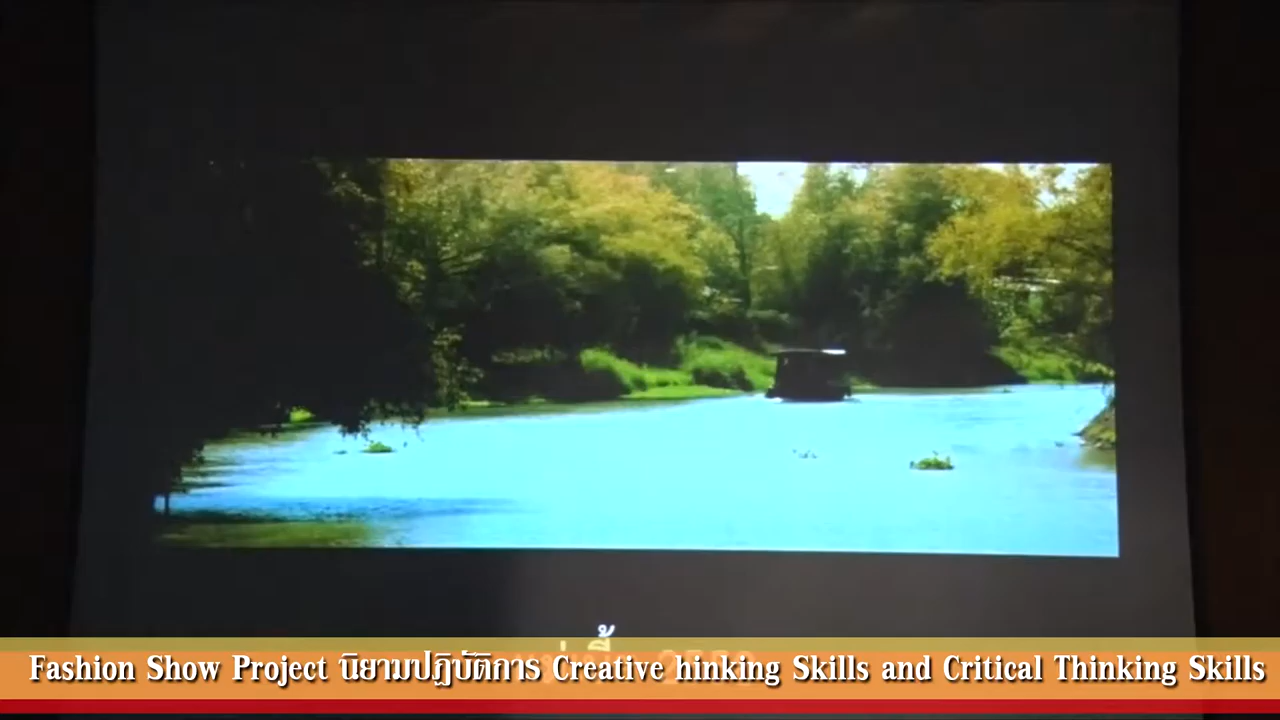 Fashion Show Project นิยามปฏิบัติการ Creative hinking Skills and Critical Thinking Skills